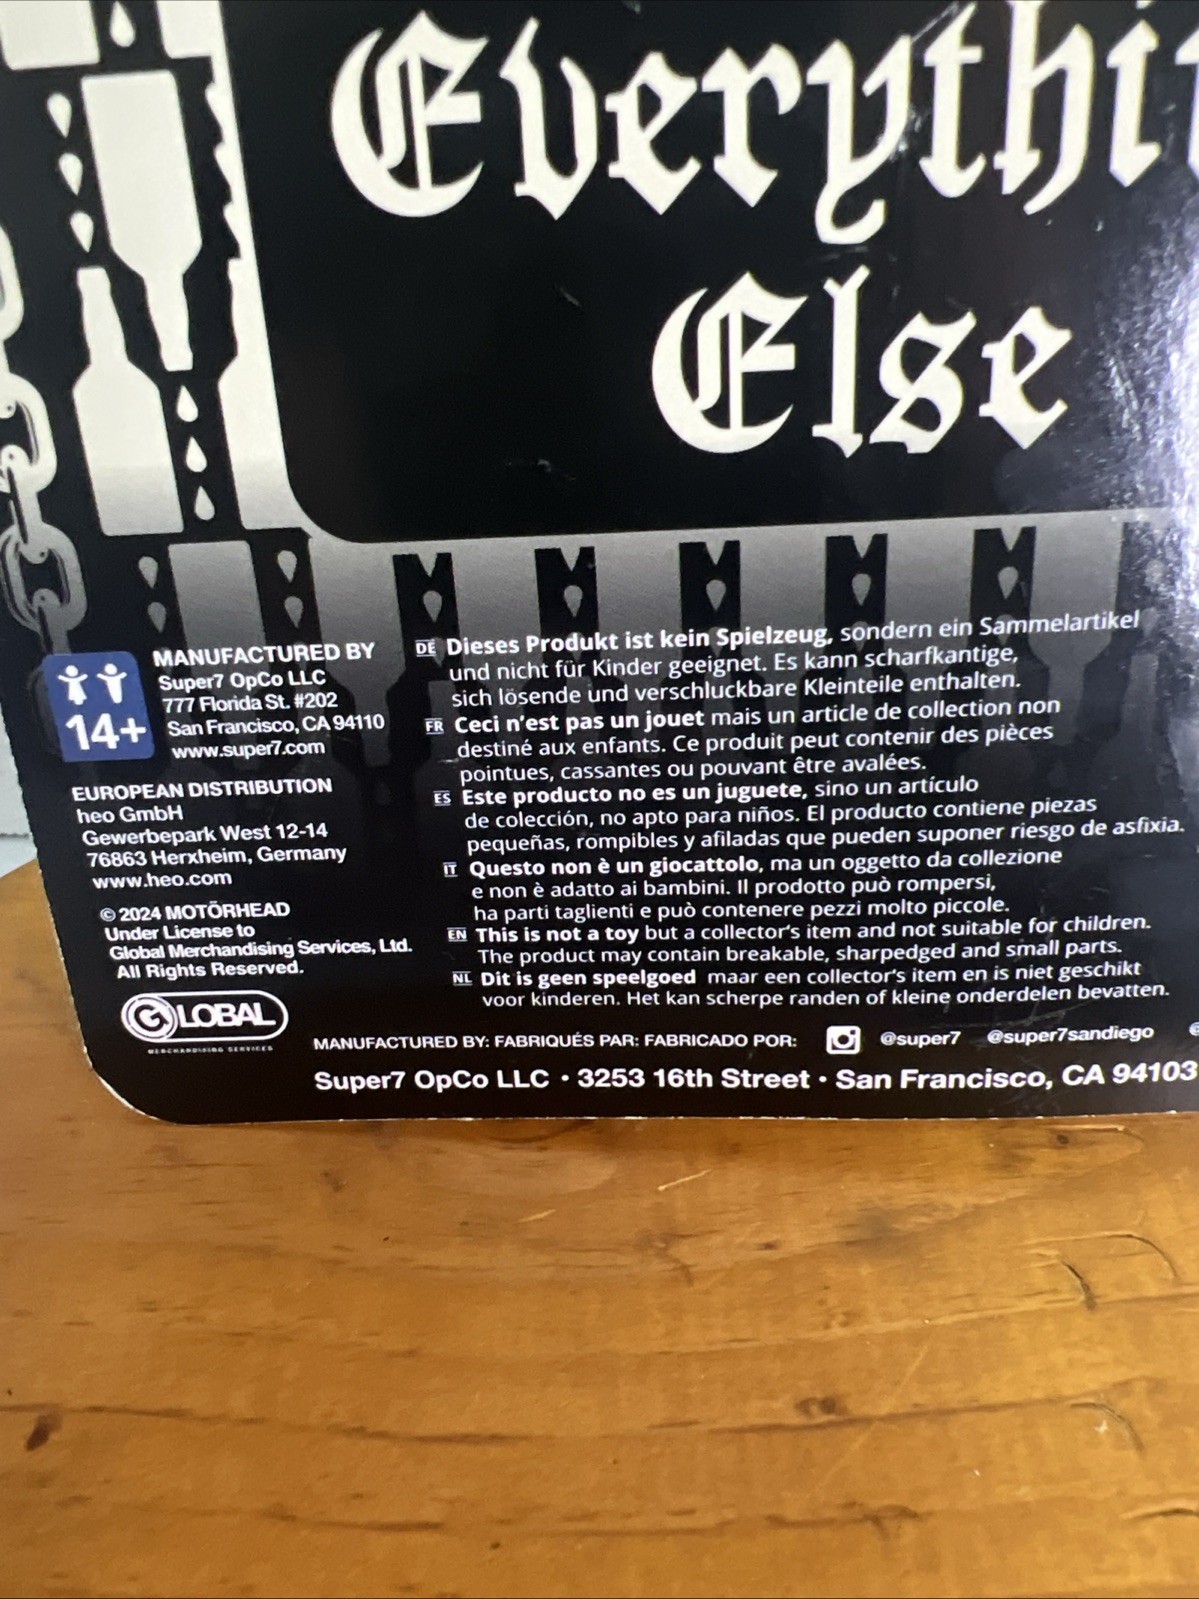 Everythi
Else
14+
MANUFACTURED BY
Super7 OpCo LLC
777 Florida St. #202
San Francisco, CA 94110
www.super7.com
EUROPEAN DISTRIBUTION
heo GmbH
Gewerbepark West 12-14
76863 Herxheim, Germany
www.heo.com
© 2024 MOTÖRHEAD
Under License to
Global Merchandising Services, Ltd.
All Rights Reserved.
GLOBAL
MERCHANDISING SERVICES
DE Dieses Produkt ist kein Spielzeug, sondern ein Sammelartikel
und nicht für Kinder geeignet. Es kann scharfkantige,
sich lösende und verschluckbare Kleinteile enthalten.
FR Ceci n'est pas un jouet mais un article de collection non
destiné aux enfants. Ce produit peut contenir des pièces
pointues, cassantes ou pouvant être avalées.
ES Este producto no es un juguete, sino un artículo
de colección, no apto para niños. El producto contiene piezas
pequeñas, rompibles y afiladas que pueden suponer riesgo de asfixia.
IT Questo non è un giocattolo, ma un oggetto da collezione
e non è adatto ai bambini. Il prodotto può rompersi,
ha parti taglienti e può contenere pezzi molto piccole.
EN This is not a toy but a collector's item and not suitable for children.
The product may contain breakable, sharpedged and small parts.
NL Dit is geen speelgoed maar een collector's item en is niet geschikt
voor kinderen. Het kan scherpe randen of kleine onderdelen bevatten.
MANUFACTURED BY: FABRIQUÉS PAR: FABRICADO POR: @super7 @super7sandiego
Super7 OpCo LLC • 3253 16th Street • San Francisco, CA 94103